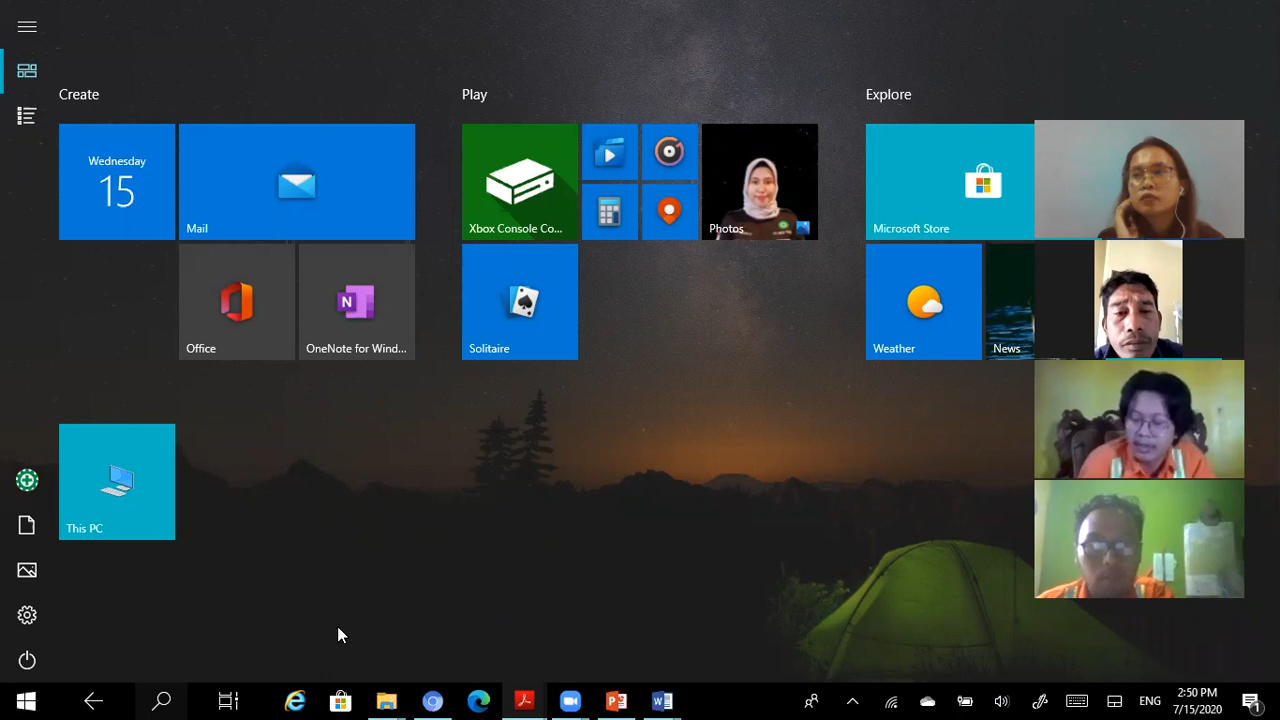 Create
Play
Explore
Wednesday
15
Mail
Xbox Console Co...
Photos
Microsoft Store
Office
N
OneNote for Wind...
Solitaire
Weather
News
This PC
ENG
2:50 PM
7/15/2020
1